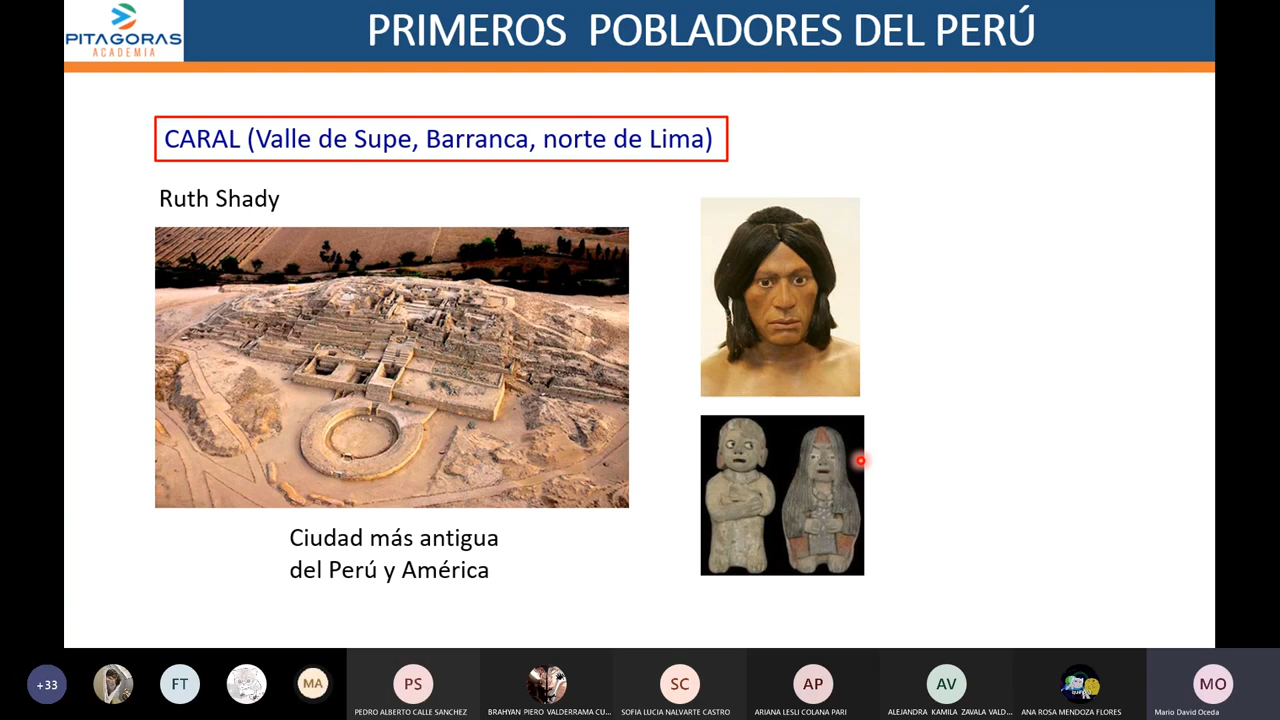 PITAGORAS
ACADEMIA
PRIMEROS POBLADORES DEL PERÚ
CARAL (Valle de Supe, Barranca, norte de Lima)
Ruth Shady
Ciudad más antigua
del Perú y América
+33
FT
MA
PS
SC
AP
AV
MO
PEDRO ALBERTO CALLE SANCHEZ
BRAHYAN PIERO VALDERRAMA CU...
SOFIA LUCIA NALVARTE CASTRO
ARIANA LESLI COLANA PARI
ALEJANDRA KAMILA ZAVALA VALD...
ANA ROSA MENDOZA FLORES
Mario David Oceda